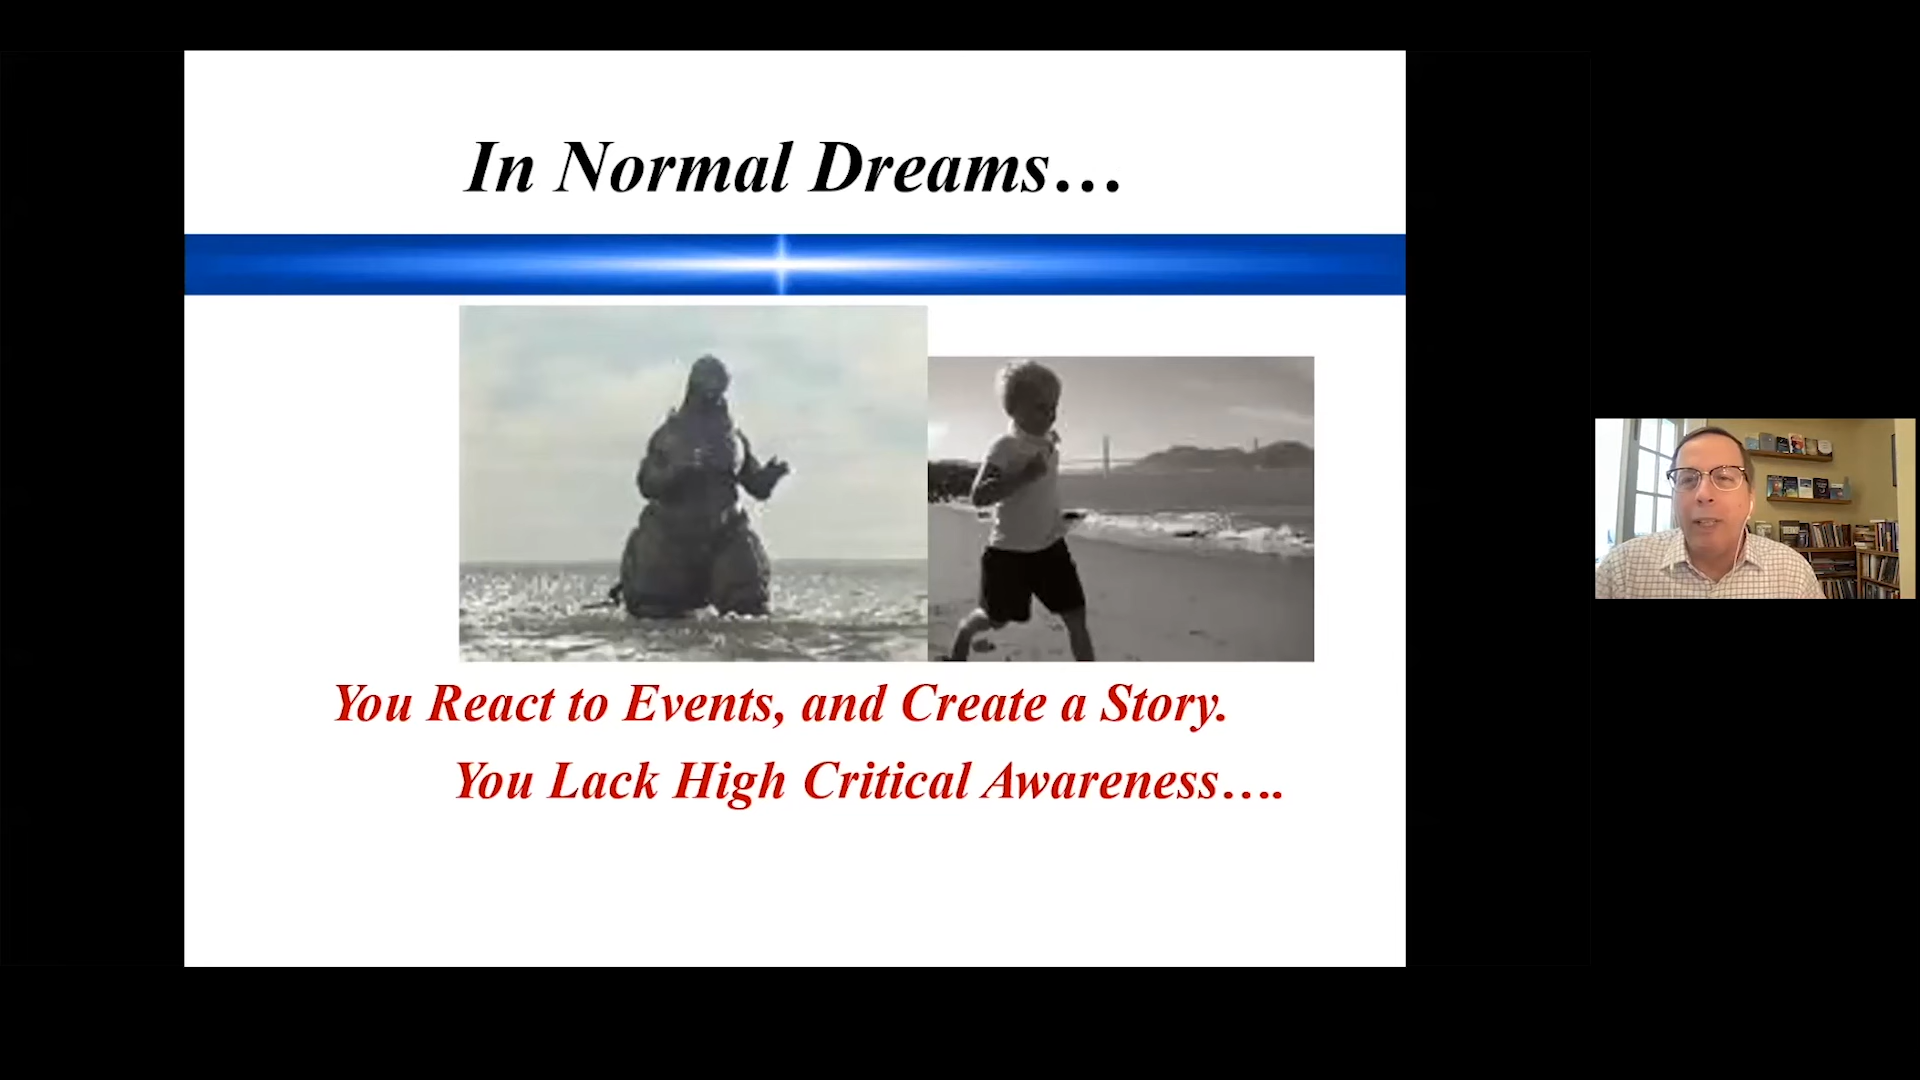 In Normal Dreams…
You React to Events, and Create a Story.
You Lack High Critical Awareness….